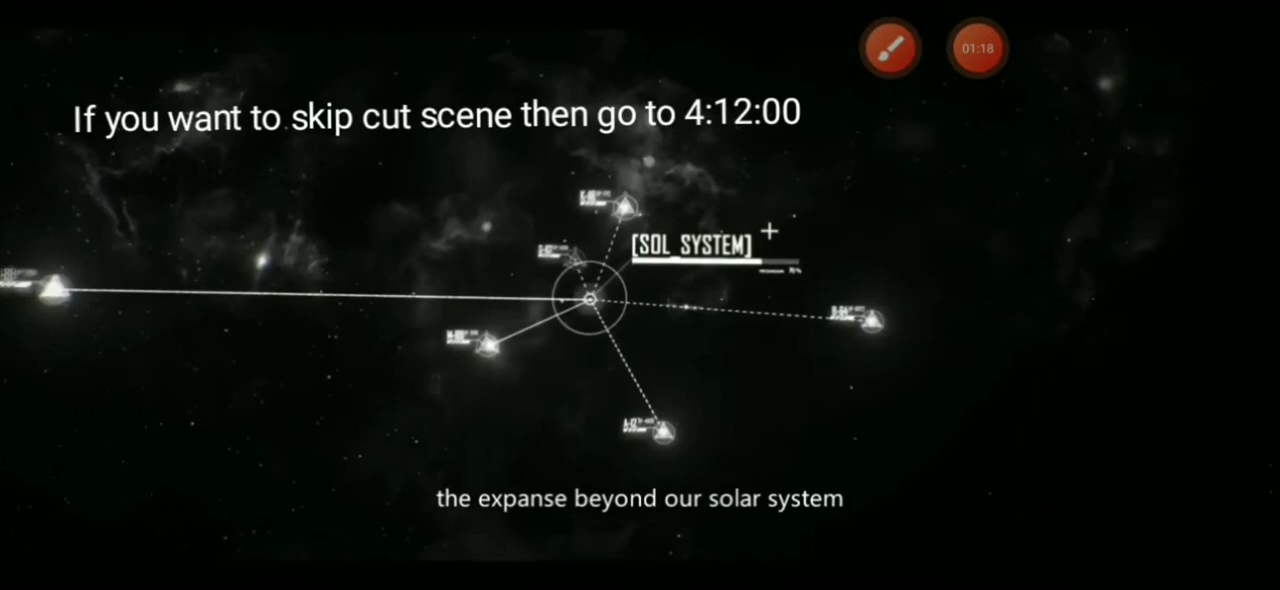 01:18
If you want to skip cut scene then go to 4:12:00
[SOL SYSTEM]
the expanse beyond our solar system